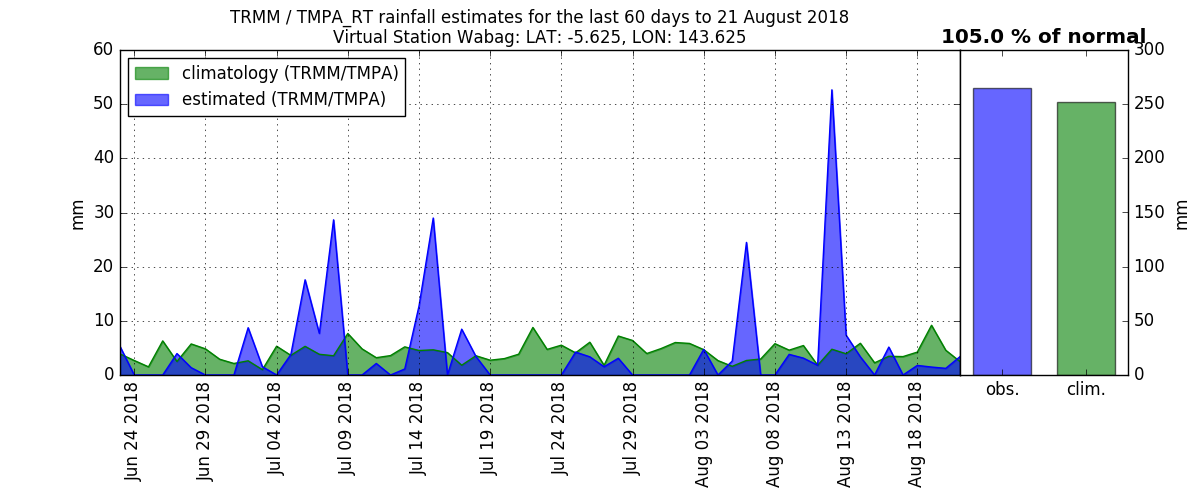 TRMM / TMPA_RT rainfall estimates for the last 60 days to 21 August 2018
Virtual Station Wabag: LAT: -5.625, LON: 143.625
105.0 % of normal
climatology (TRMM/TMPA)
estimated (TRMM/TMPA)
60
50
40
30
20
10
0
mm
Jun 24 2018
Jun 29 2018
Jul 04 2018
Jul 09 2018
Jul 14 2018
Jul 19 2018
Jul 24 2018
Jul 29 2018
Aug 03 2018
Aug 08 2018
Aug 13 2018
Aug 18 2018
300
250
200
150
100
50
0
mm
obs.
clim.